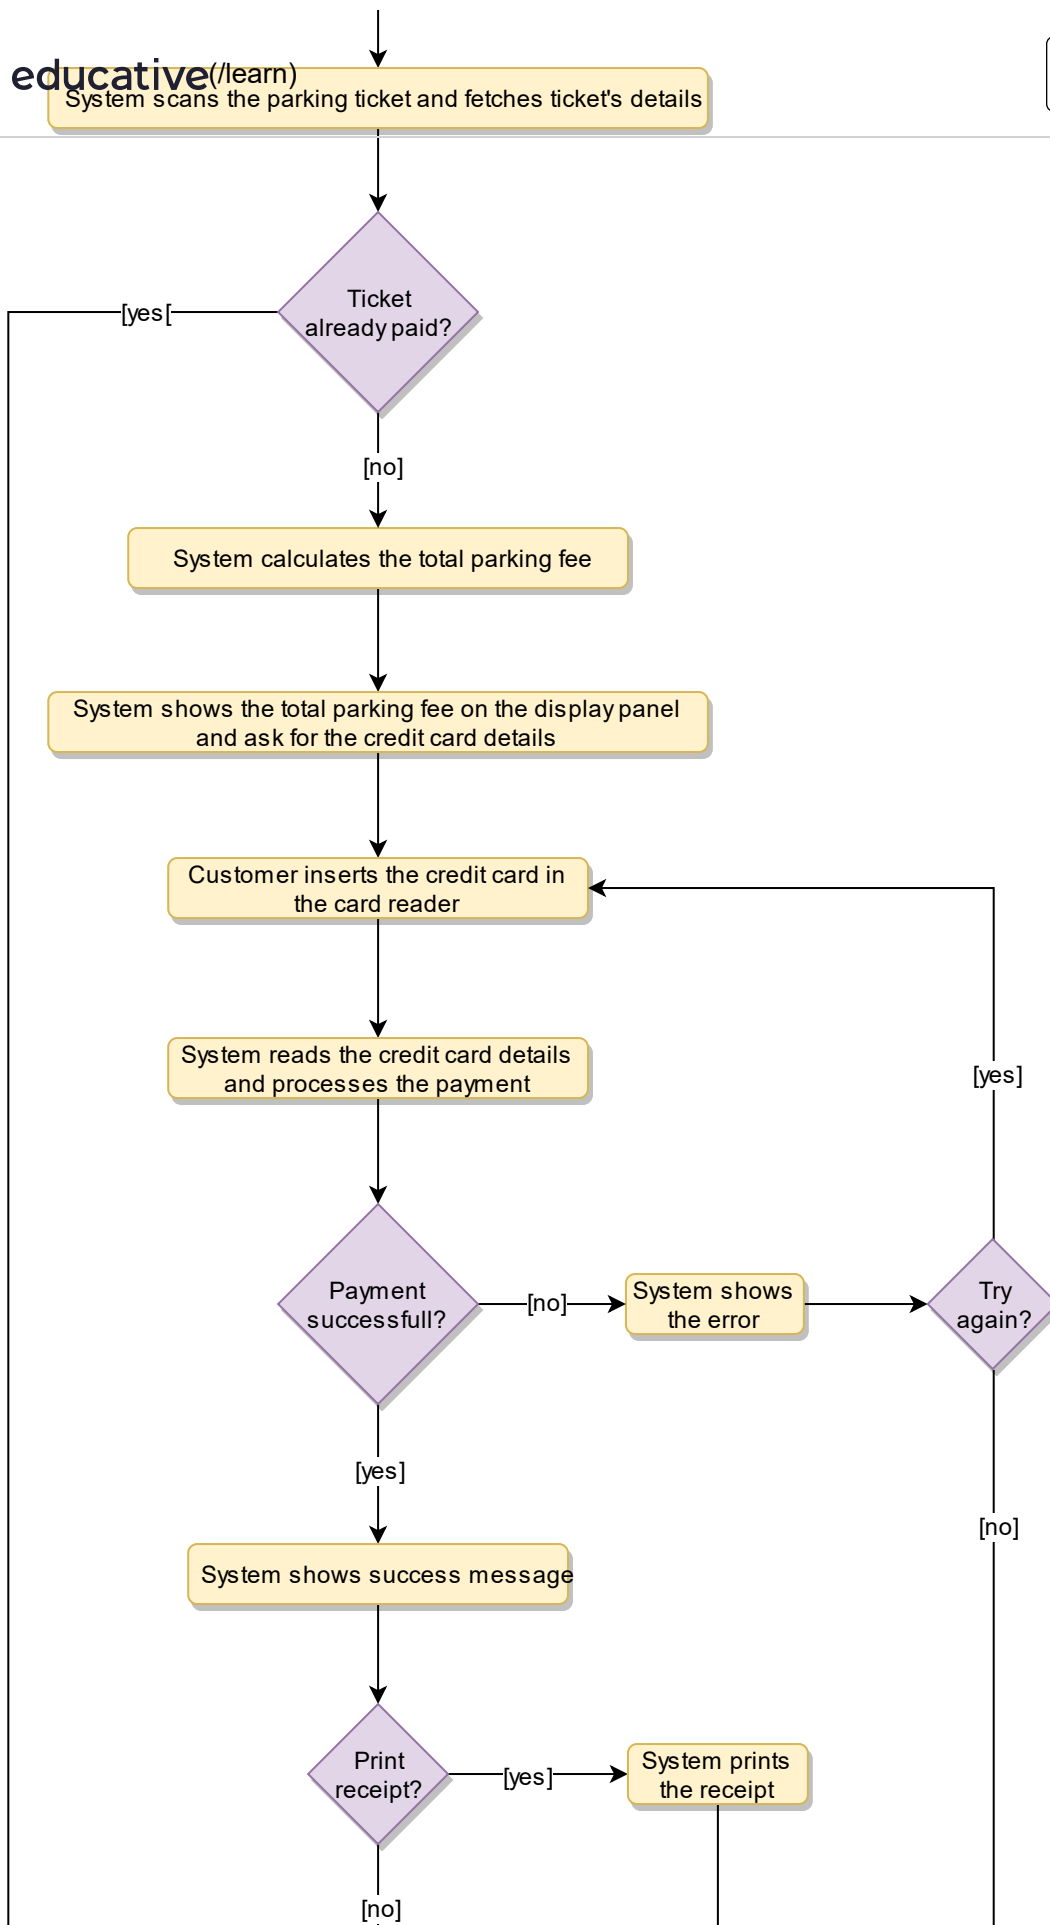 educative(/learn)
System scans the parking ticket and fetches ticket's details
Ticket
already paid?
[yes[
[no]
System calculates the total parking fee
System shows the total parking fee on the display panel
and ask for the credit card details
Customer inserts the credit card in
the card reader
System reads the credit card details
and processes the payment
[yes]
Payment
successfull?
[no]
System shows
the error
Try
again?
[yes]
[no]
System shows success message
Print
receipt?
[yes]
System prints
the receipt
[no]